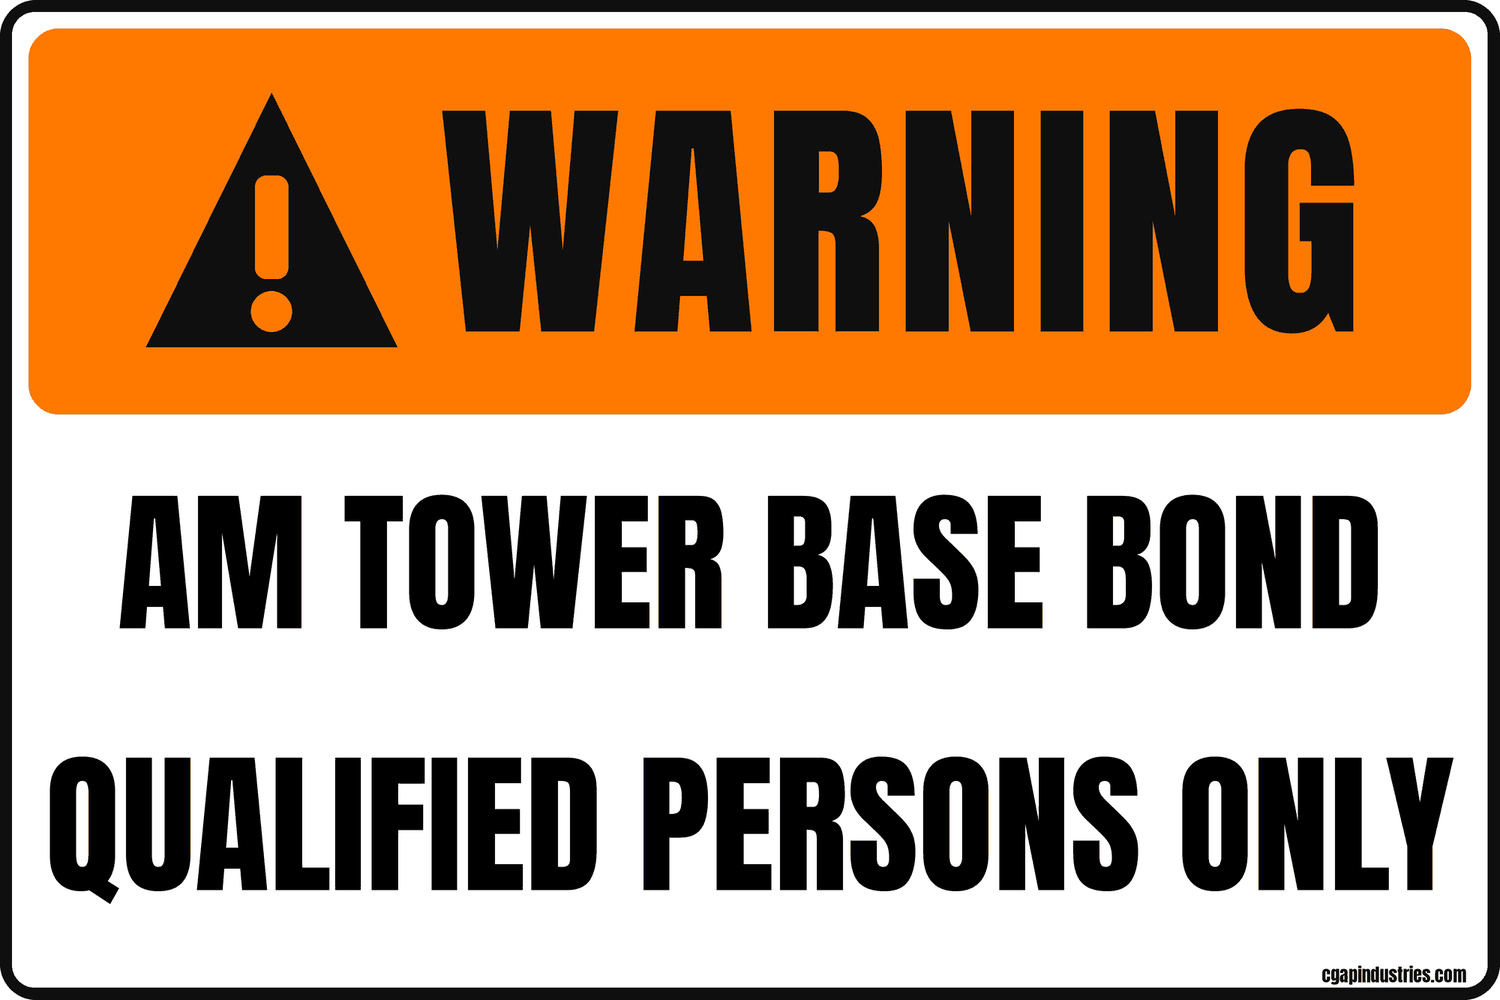 WARNING
AM TOWER BASE BOND
QUALIFIED PERSONS ONLY
cgapindustries.com